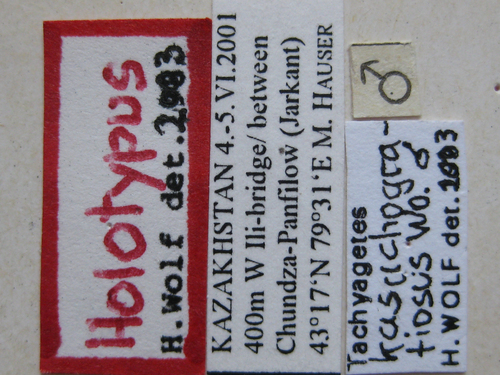 Holotypus
H. Wolf det. 2003
KAZAKHSTAN 4.-5.VI.2001
400m W Ili-bridge/ between
Chundza-Panfilow (Jarkant)
43°17‘N 79°31‘E M. HAUSER
♂
Tachyagetes
tiosus Wo. ♂
H. WOLF det. 2003